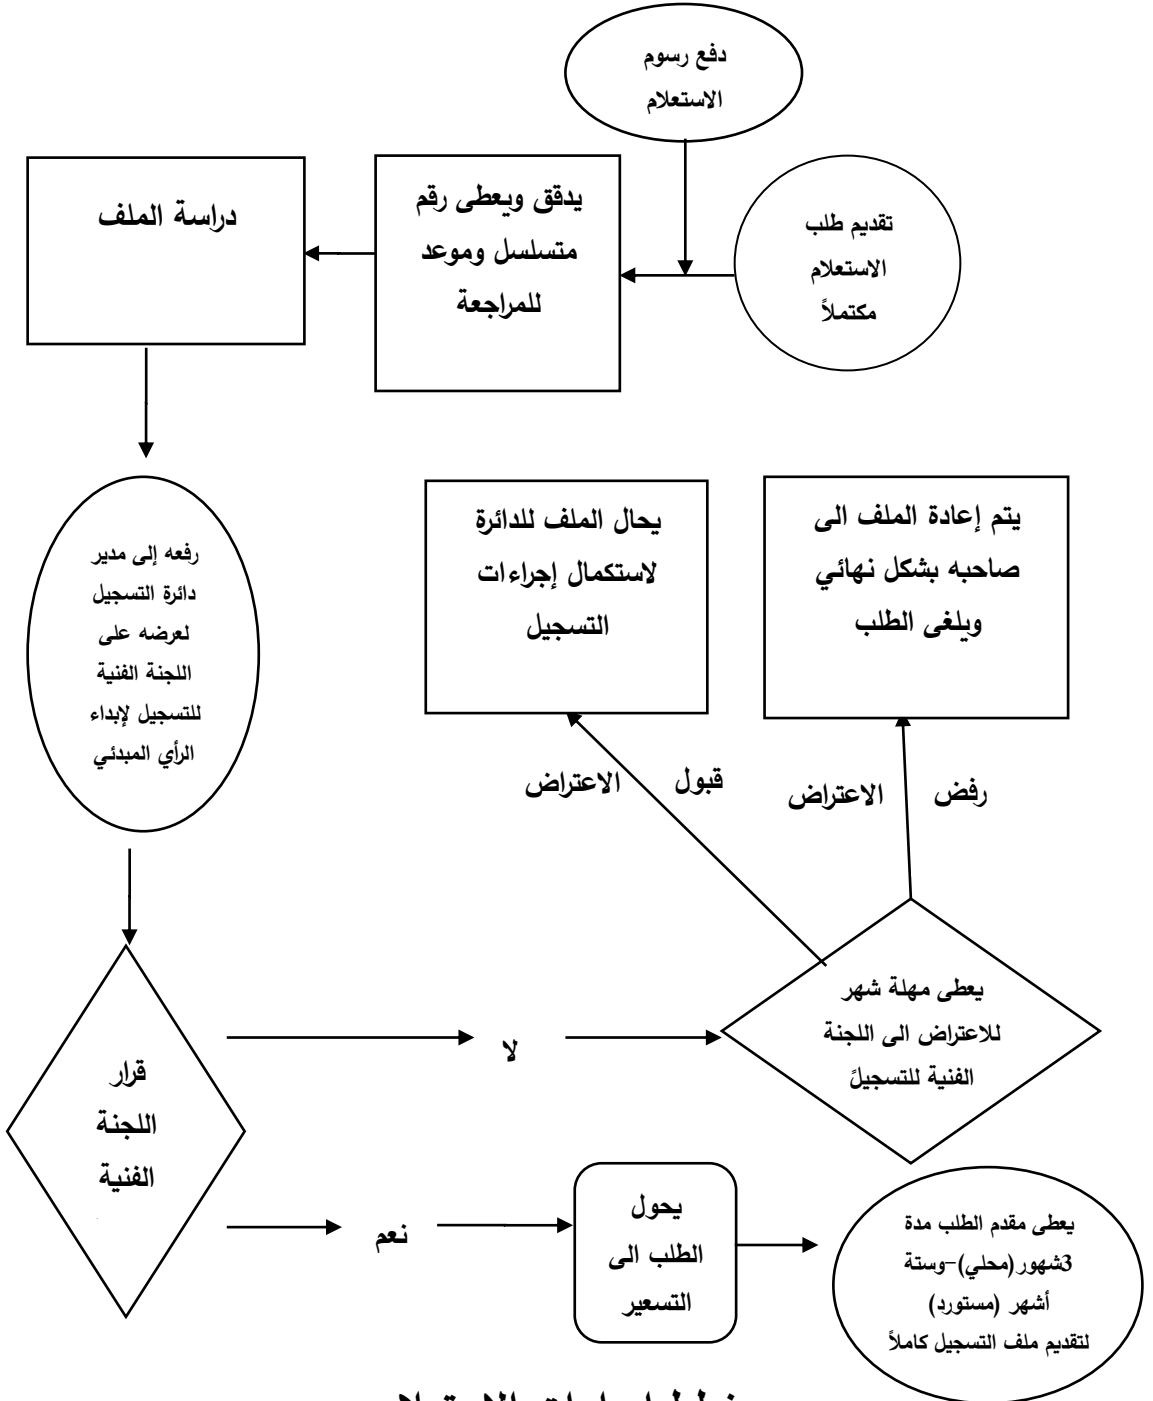 دفع رسوم
الاستعلام
تقديم طلب
الاستعلام
مكتملاً
يدقق ويعطى رقم
متسلسل وموعد
للمراجعة
دراسة الملف
رفعه إلى مدير
دائرة التسجيل
لعرضه على
اللجنة الفنية
للتسجيل لإبداء
الرأي المبدئي
يحال الملف للدائرة
لاستكمال إجراءات
التسجيل
يتم إعادة الملف الى
صاحبه بشكل نهائي
ويلغى الطلب
قبول الاعتراض
رفض الاعتراض
يعطى مهلة شهر
للاعتراض الى اللجنة
الفنية للتسجيلً
قرار
اللجنة
الفنية
لا
نعم
يحول
الطلب الى
التسعير
يعطى مقدم الطلب مدة
3شهور(محلي)-وستة
أشهر (مستورد)
لتقديم ملف التسجيل كاملاً